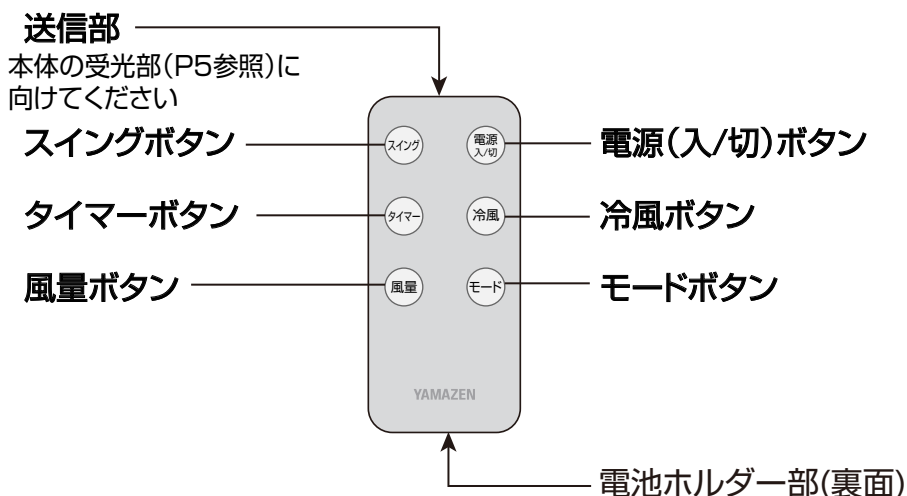 送信部
本体の受光部(P5参照)に
向けてください
スイングボタン
タイマーボタン
風量ボタン
スイング
電源
入/切
タイマー
冷風
風量
モード
YAMAZEN
電源(入/切)ボタン
冷風ボタン
モードボタン
電池ホルダー部(裏面)